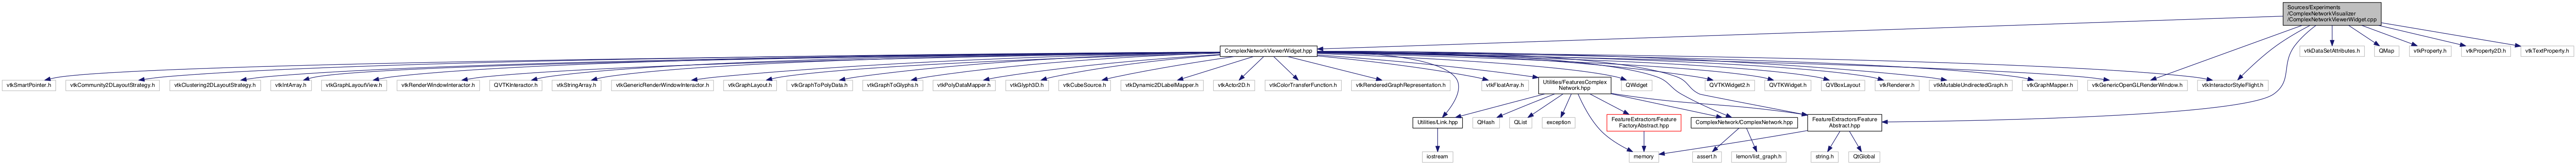 Sources/Experiments
/ComplexNetworkVisualizer
/ComplexNetworkViewerWidget.cpp
ComplexNetworkViewerWidget.hpp
vtkDataSetAttributes.h
QMap
vtkProperty.h
vtkProperty2D.h
vtkTextProperty.h
vtkSmartPointer.h
vtkCommunity2DLayoutStrategy.h
vtkClustering2DLayoutStrategy.h
vtkIntArray.h
vtkGraphLayoutView.h
vtkRenderWindowInteractor.h
QVTKInteractor.h
vtkStringArray.h
vtkGenericRenderWindowInteractor.h
vtkGraphLayout.h
vtkGraphToPolyData.h
vtkGraphToGlyphs.h
vtkPolyDataMapper.h
vtkGlyph3D.h
vtkCubeSource.h
vtkDynamic2DLabelMapper.h
vtkActor2D.h
vtkColorTransferFunction.h
vtkRenderedGraphRepresentation.h
vtkFloatArray.h
Utilities/FeaturesComplex
Network.hpp
QWidget
QVTKWidget2.h
QVTKWidget.h
QVBoxLayout
vtkRenderer.h
vtkMutableUndirectedGraph.h
vtkGraphMapper.h
vtkGenericOpenGLRenderWindow.h
vtkInteractorStyleFlight.h
Utilities/Link.hpp
QHash
QList
exception
FeatureExtractors/Feature
FactoryAbstract.hpp
ComplexNetwork/ComplexNetwork.hpp
FeatureExtractors/Feature
Abstract.hpp
iostream
memory
assert.h
lemon/list_graph.h
string.h
QtGlobal